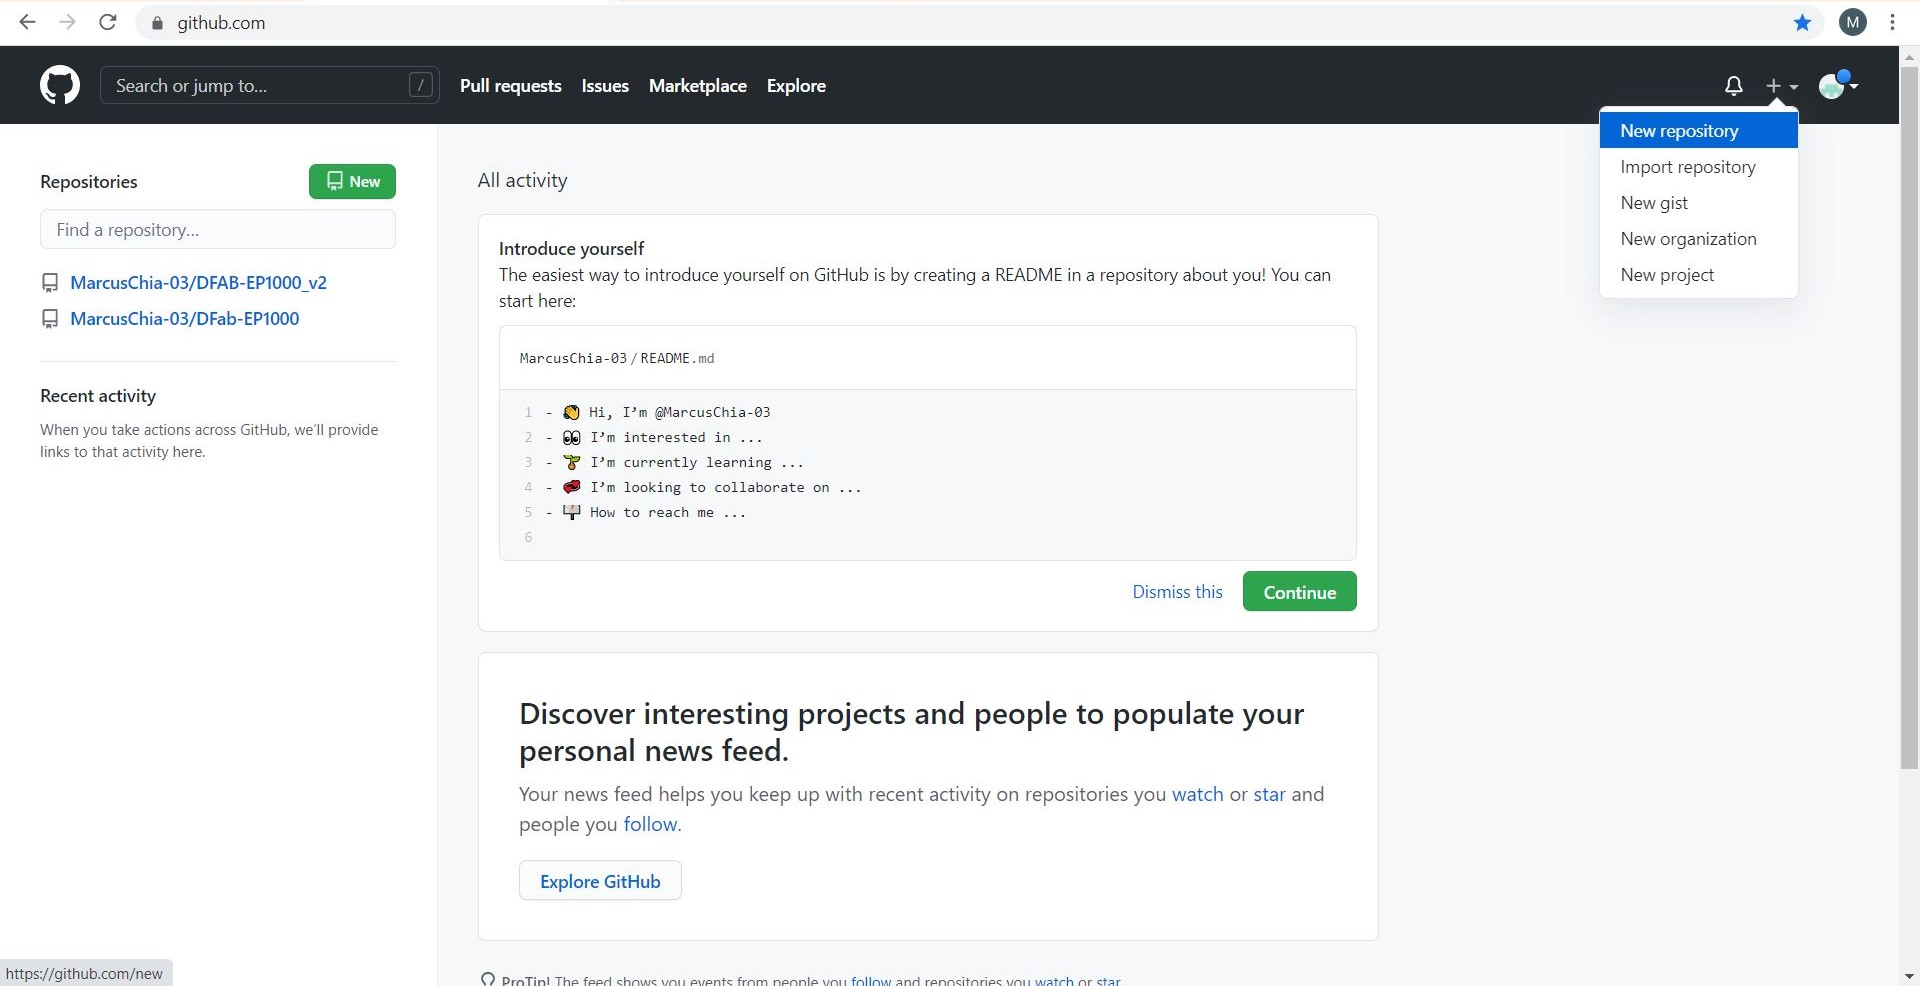 github.com
M
Search or jump to...
/
Pull requests
Issues
Marketplace
Explore
New repository
Import repository
New gist
New organization
New project
Repositories
New
Find a repository...
MarcusChia-03/DFAB-EP1000_v2
MarcusChia-03/DFab-EP1000
Recent activity
When you take actions across GitHub, we'll provide
links to that activity here.
All activity
Introduce yourself
The easiest way to introduce yourself on GitHub is by creating a README in a repository about you! You can
start here:
MarcusChia-03 / README.md
1 - 👋 Hi, I'm @MarcusChia-03
2 - 👀 I'm interested in ...
3 - 🌱 I'm currently learning ...
4 - 💞️ I'm looking to collaborate on ...
5 - 📫 How to reach me ...
6
Dismiss this
Continue
Discover interesting projects and people to populate your
personal news feed.
Your news feed helps you keep up with recent activity on repositories you watch or star and
people you follow.
Explore GitHub
ProTip! The feed shows you events from people you follow and repositories you watch or star
https://github.com/new